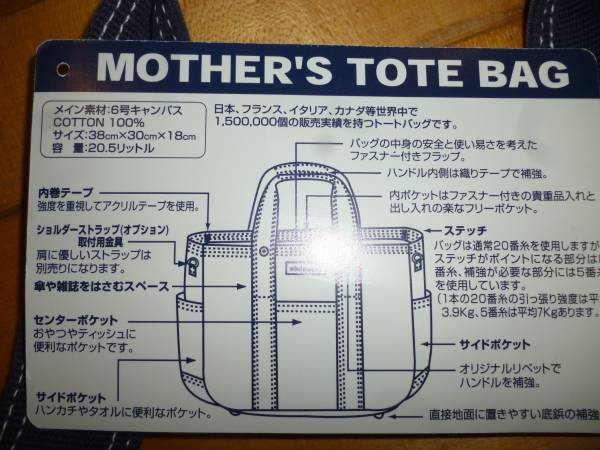 MOTHER'S TOTE BAG
メイン素材:6号キャンバス
COTTON 100%
サイズ:38cm×30cm×18cm
容 量:20.5リットル
日本、フランス、イタリア、カナダ等世界中で
1,500,000個の販売実績を持つトートバッグです。
バッグの中身の安全と使い易さを考えた
ファスナー付きフラップ。
ハンドル内側は織りテープで補強。
内ポケットはファスナー付きの貴重品入れと
出し入れの楽なフリーポケット。
内巻テープ
強度を重視してアクリルテープを使用。
ショルダーストラップ(オプション)
取付用金具
肩に優しいストラップは
別売りになります。
傘や雑誌をはさむスペース
センターポケット
おやつやティッシュに
便利なポケットです。
サイドポケット
ハンカチやタオルに便利なポケット。
ステッチ
バッグは通常20番糸を使用しますが
ステッチがポイントになる部分は
番糸、補強が必要な部分には5番糸
を使用しています。
(1本の20番糸の引っ張り強度は平
3.9Kg、5番糸は平均7Kgあります。
サイドポケット
オリジナルリベットで
ハンドルを補強。
直接地面に置きやすい底鋲の補強